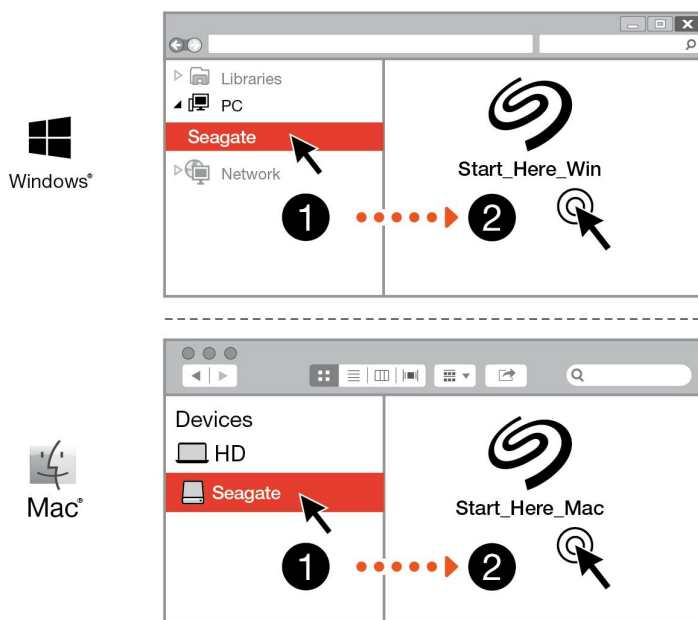 Libraries
PC
Seagate
Network
Windows®
Start_Here_Win
1
2
Devices
HD
Seagate
Mac®
Start_Here_Mac
1
2